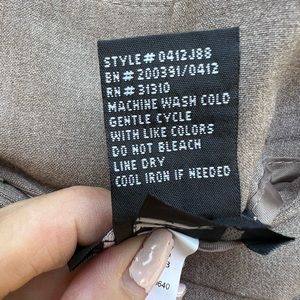 STYLE# 0412J88
BN# 200391/0412
RN# 31310
MACHINE WASH COLD
GENTLE CYCLE
WITH LIKE COLORS
DO NOT BLEACH
LINE DRY
COOL IRON IF NEEDED